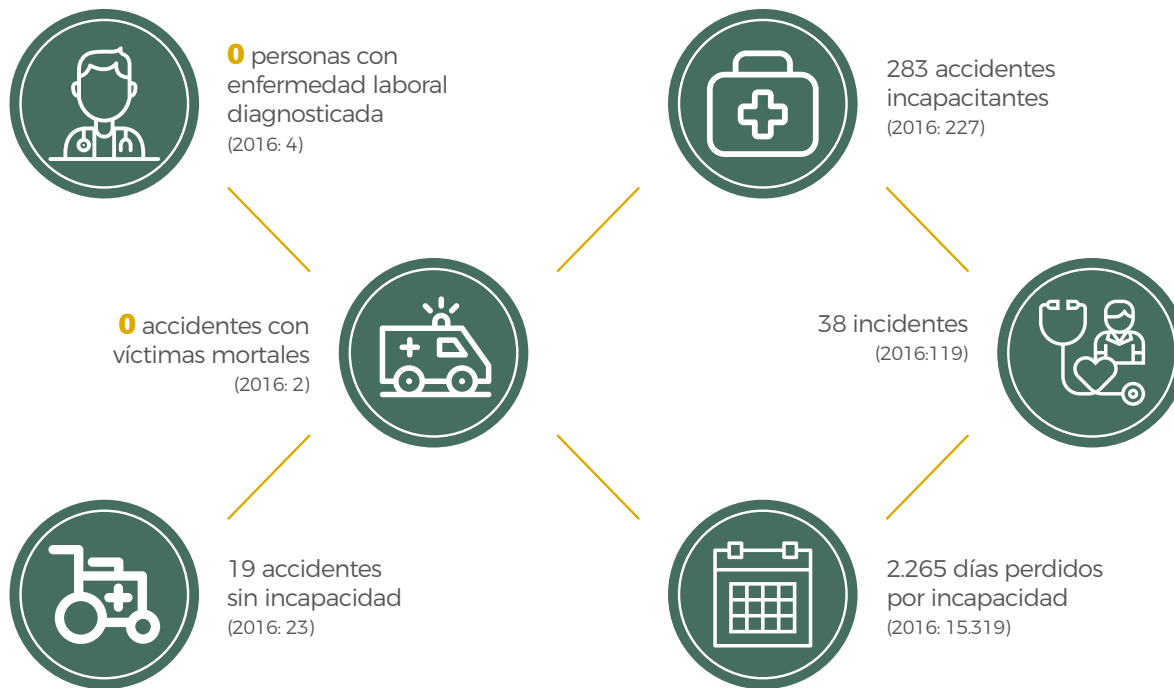 0 personas con
enfermedad laboral
diagnosticada
(2016: 4)
283 accidentes
incapacitantes
(2016: 227)
0 accidentes con
víctimas mortales
(2016: 2)
38 incidentes
(2016:119)
19 accidentes
sin incapacidad
(2016: 23)
2.265 días perdidos
por incapacidad
(2016: 15.319)